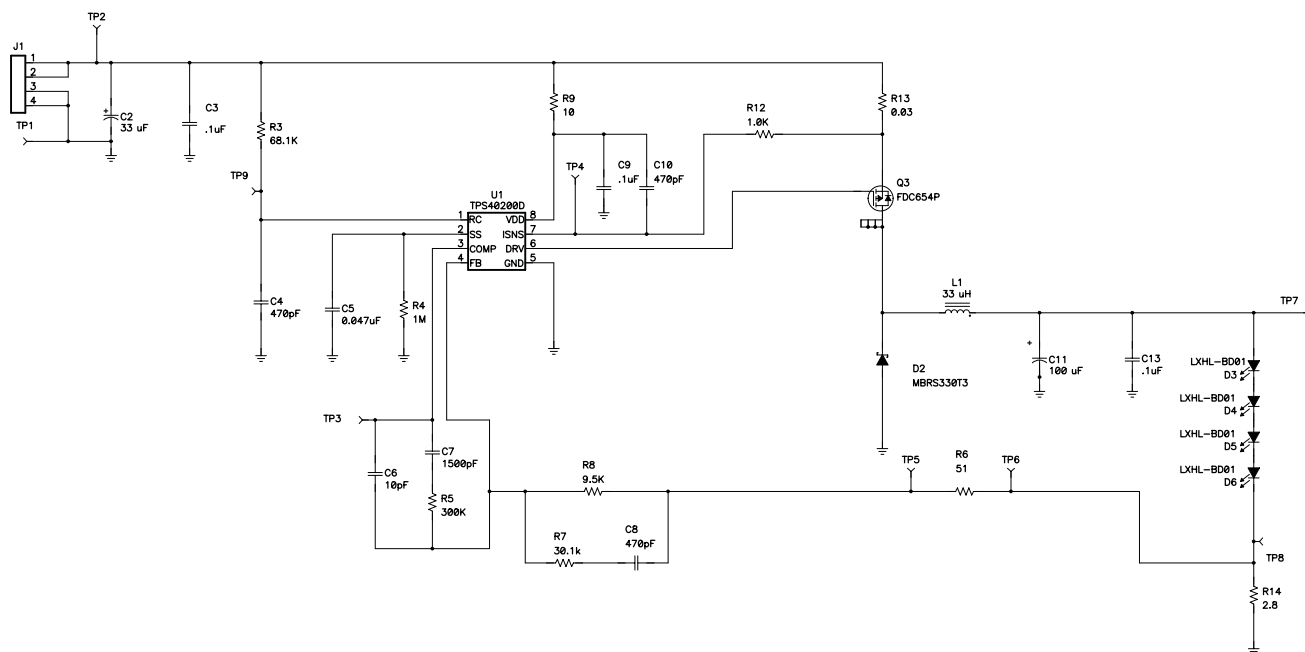 TP2
J1
1
2
3
4
TP1
C2
33 uF
C3
.1uF
R3
68.1K
TP9
R9
10
C9
.1uF
C10
470pF
TP4
R12
1.0K
R13
0.03
Q3
FDC654P
U1
TPS40200D
1 RC VDD 8
2 SS ISNS 7
3 COMP DRV 6
4 FB GND 5
C4
470pF
C5
0.047uF
R4
1M
L1
33 uH
TP7
D2
MBRS330T3
C11
100 uF
C13
.1uF
LXHL-BD01
D3
LXHL-BD01
D4
LXHL-BD01
D5
LXHL-BD01
D6
TP3
C6
10pF
C7
1500pF
R5
300K
R8
9.5K
R7
30.1k
C8
470pF
TP5
R6
51
TP6
TP8
R14
2.8